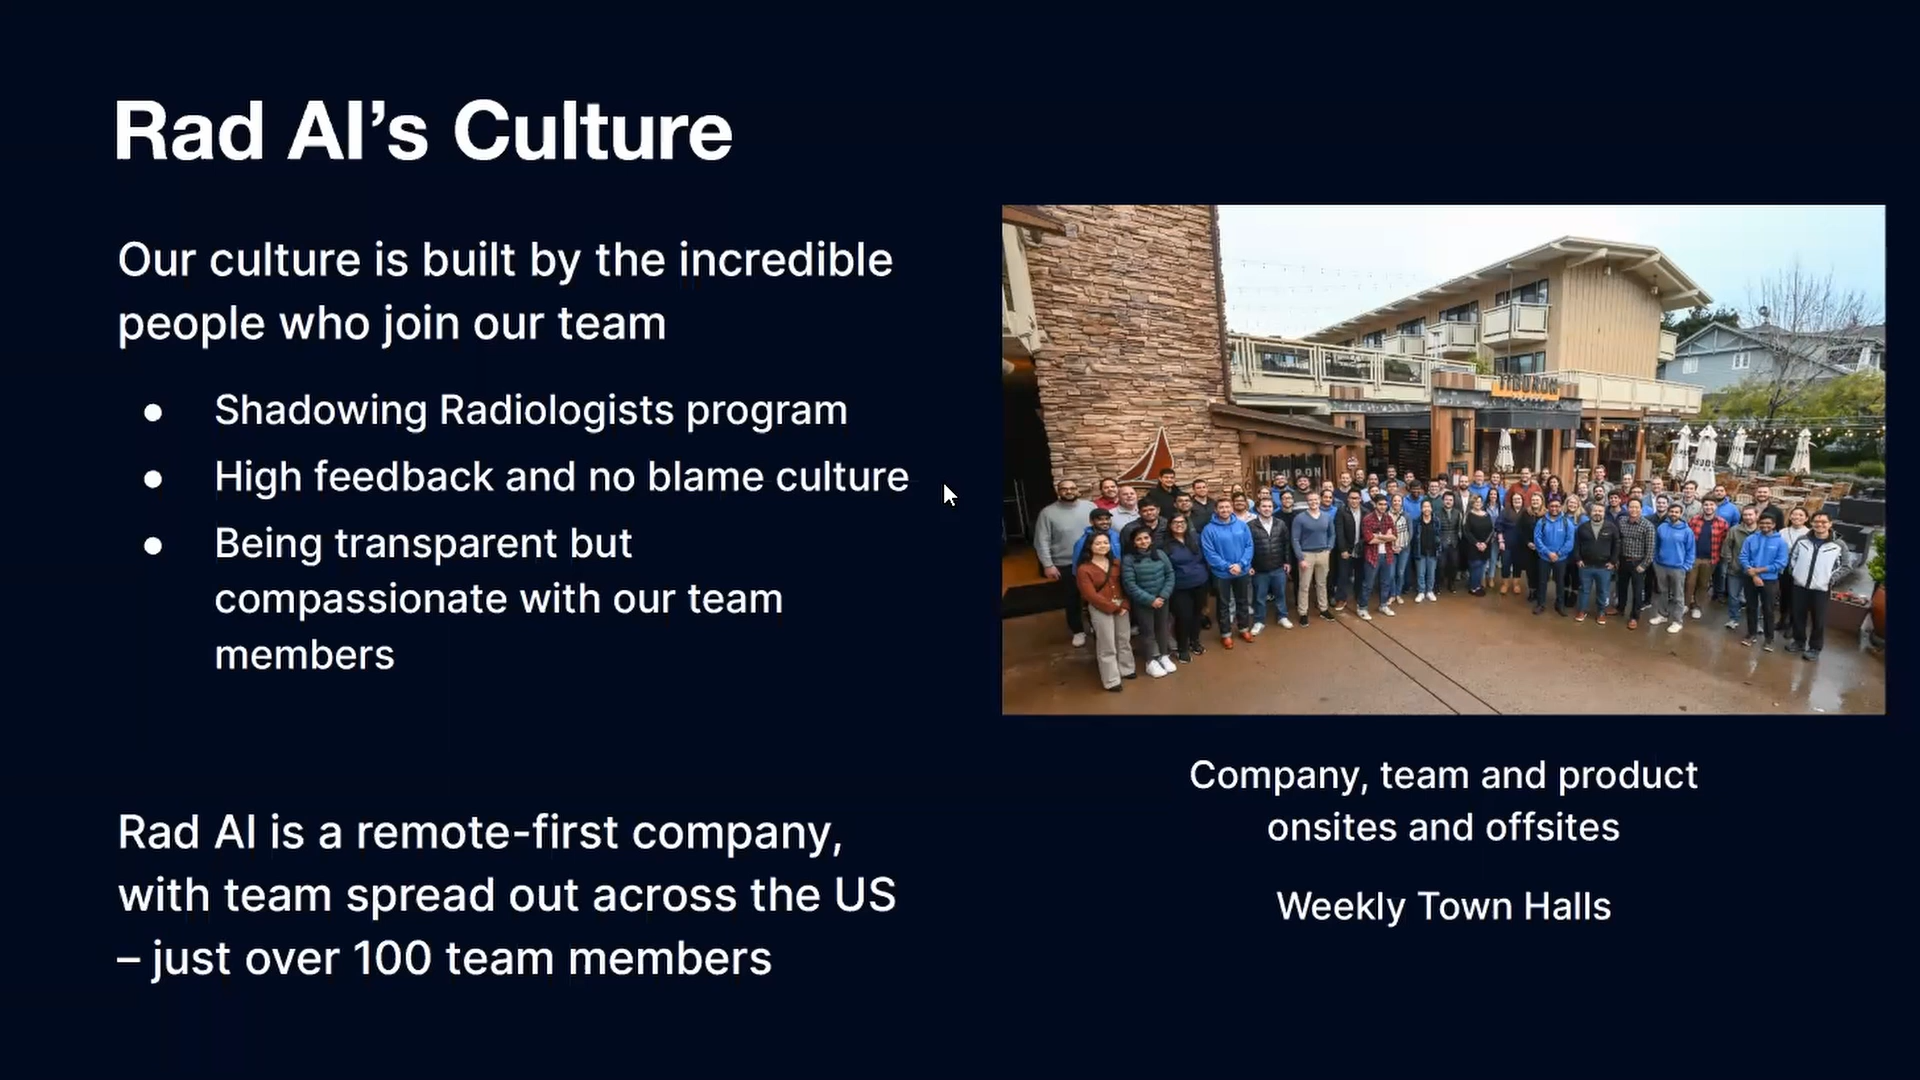 Rad AI’s Culture
Our culture is built by the incredible
people who join our team
● Shadowing Radiologists program
● High feedback and no blame culture
● Being transparent but
compassionate with our team
members
Rad AI is a remote-first company,
with team spread out across the US
– just over 100 team members
TIBURON
TIBURON
Company, team and product
onsites and offsites
Weekly Town Halls